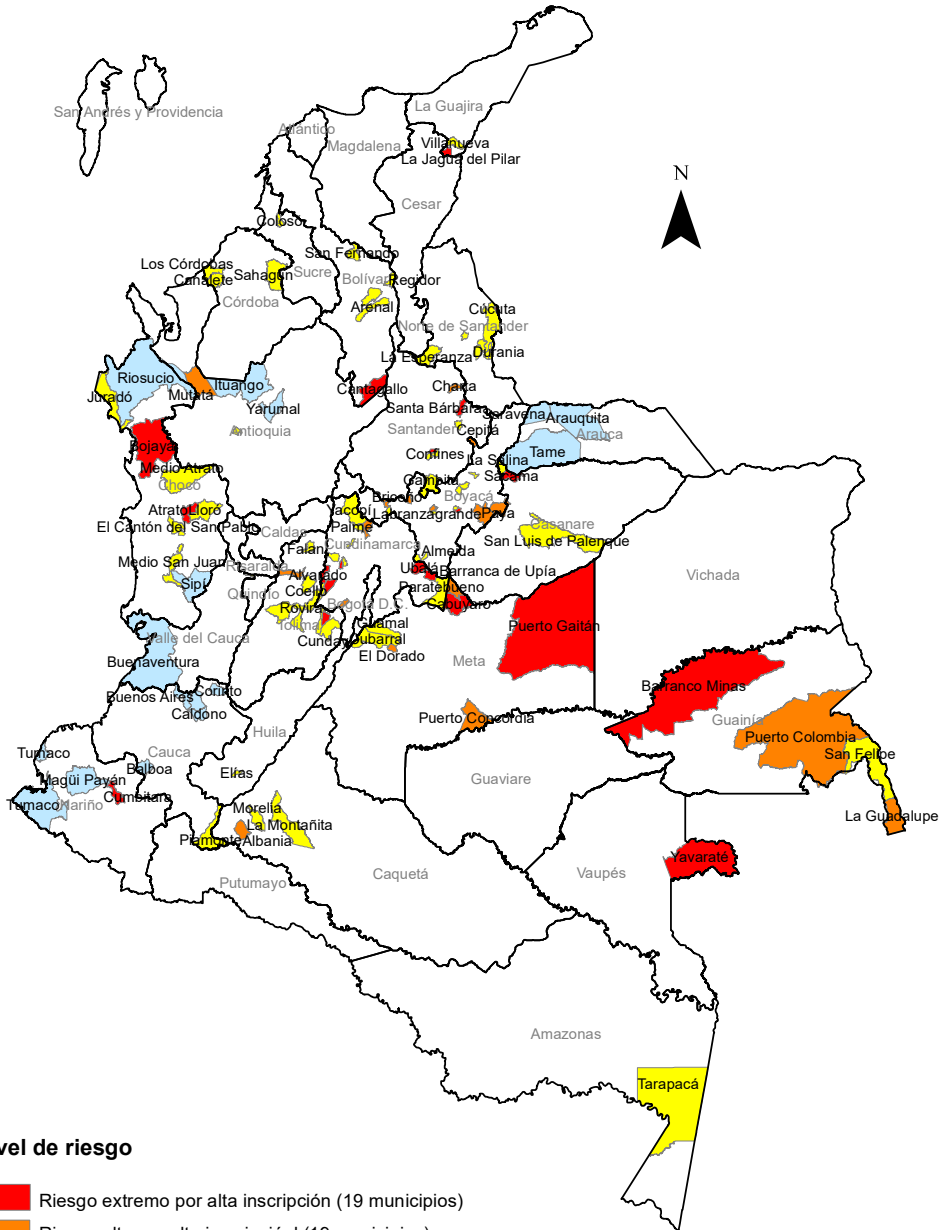 La Guajira
San Andrés y Providencia
Atlántico
Villanueva
Magdalena
La Jagua del Pilar
N
Cesar
Coloso
San Fernando
Los Córdobas
Sahagún
Sucre
Canalete
Bolívar
Regidor
Córdoba
Arenal
Cúcuta
Norte de Santander
La Esperanza
Durania
Riosucio
Ituango
Cantagallo
Charta
Juradó
Mutatá
Yarumal
Santa Bárbara
Saravena
Arauquita
Antioquia
Santander
Cepitá
Arauca
Bojaya
Confines
Tame
La Salina
Medio Atrato
Sácama
Chocó
Gámbita
Boyacá
Briceño
Atrato
Lloró
Yacopí
Labranzagrande
Paya
El Cantón del San Pablo
Paime
Casanare
Caldas
San Luis de Palenque
Cundinamarca
Falan
Almeida
Medio San Juan
Risaralda
Ubalá
Barranca de Upía
Alvarado
Vichada
Sipí
Quindío
Coello
Paratebueno
Bogotá D.C.
Cabuyaro
Rovira
Tolima
Guamal
Puerto Gaitán
Valle del Cauca
Cunday
Cubarral
El Dorado
Buenaventura
Meta
Barranco Minas
Buenos Aires
Corinto
Caldono
Puerto Concordia
Guainía
Huila
Puerto Colombia
Tumaco
Cauca
San Felipe
Balboa
Elías
Magüi Payán
Guaviare
Cumbitara
Tumaco
Nariño
Morelia
La Guadalupe
La Montañita
Piamonte
Albania
Yavaraté
Caquetá
Vaupés
Putumayo
Amazonas
Tarapacá
vel de riesgo
Riesgo extremo por alta inscripción (19 municipios)